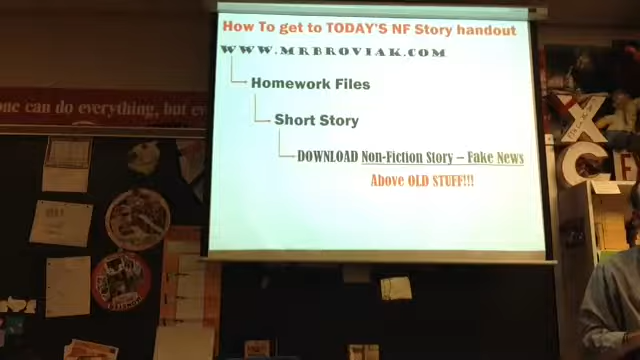 How To get to TODAY'S NF Story handout
WWW.MRBROVIAK.COM
Homework Files
Short Story
DOWNLOAD Non-Fiction Story – Fake News
Above OLD STUFF!!!
one can do everything, but